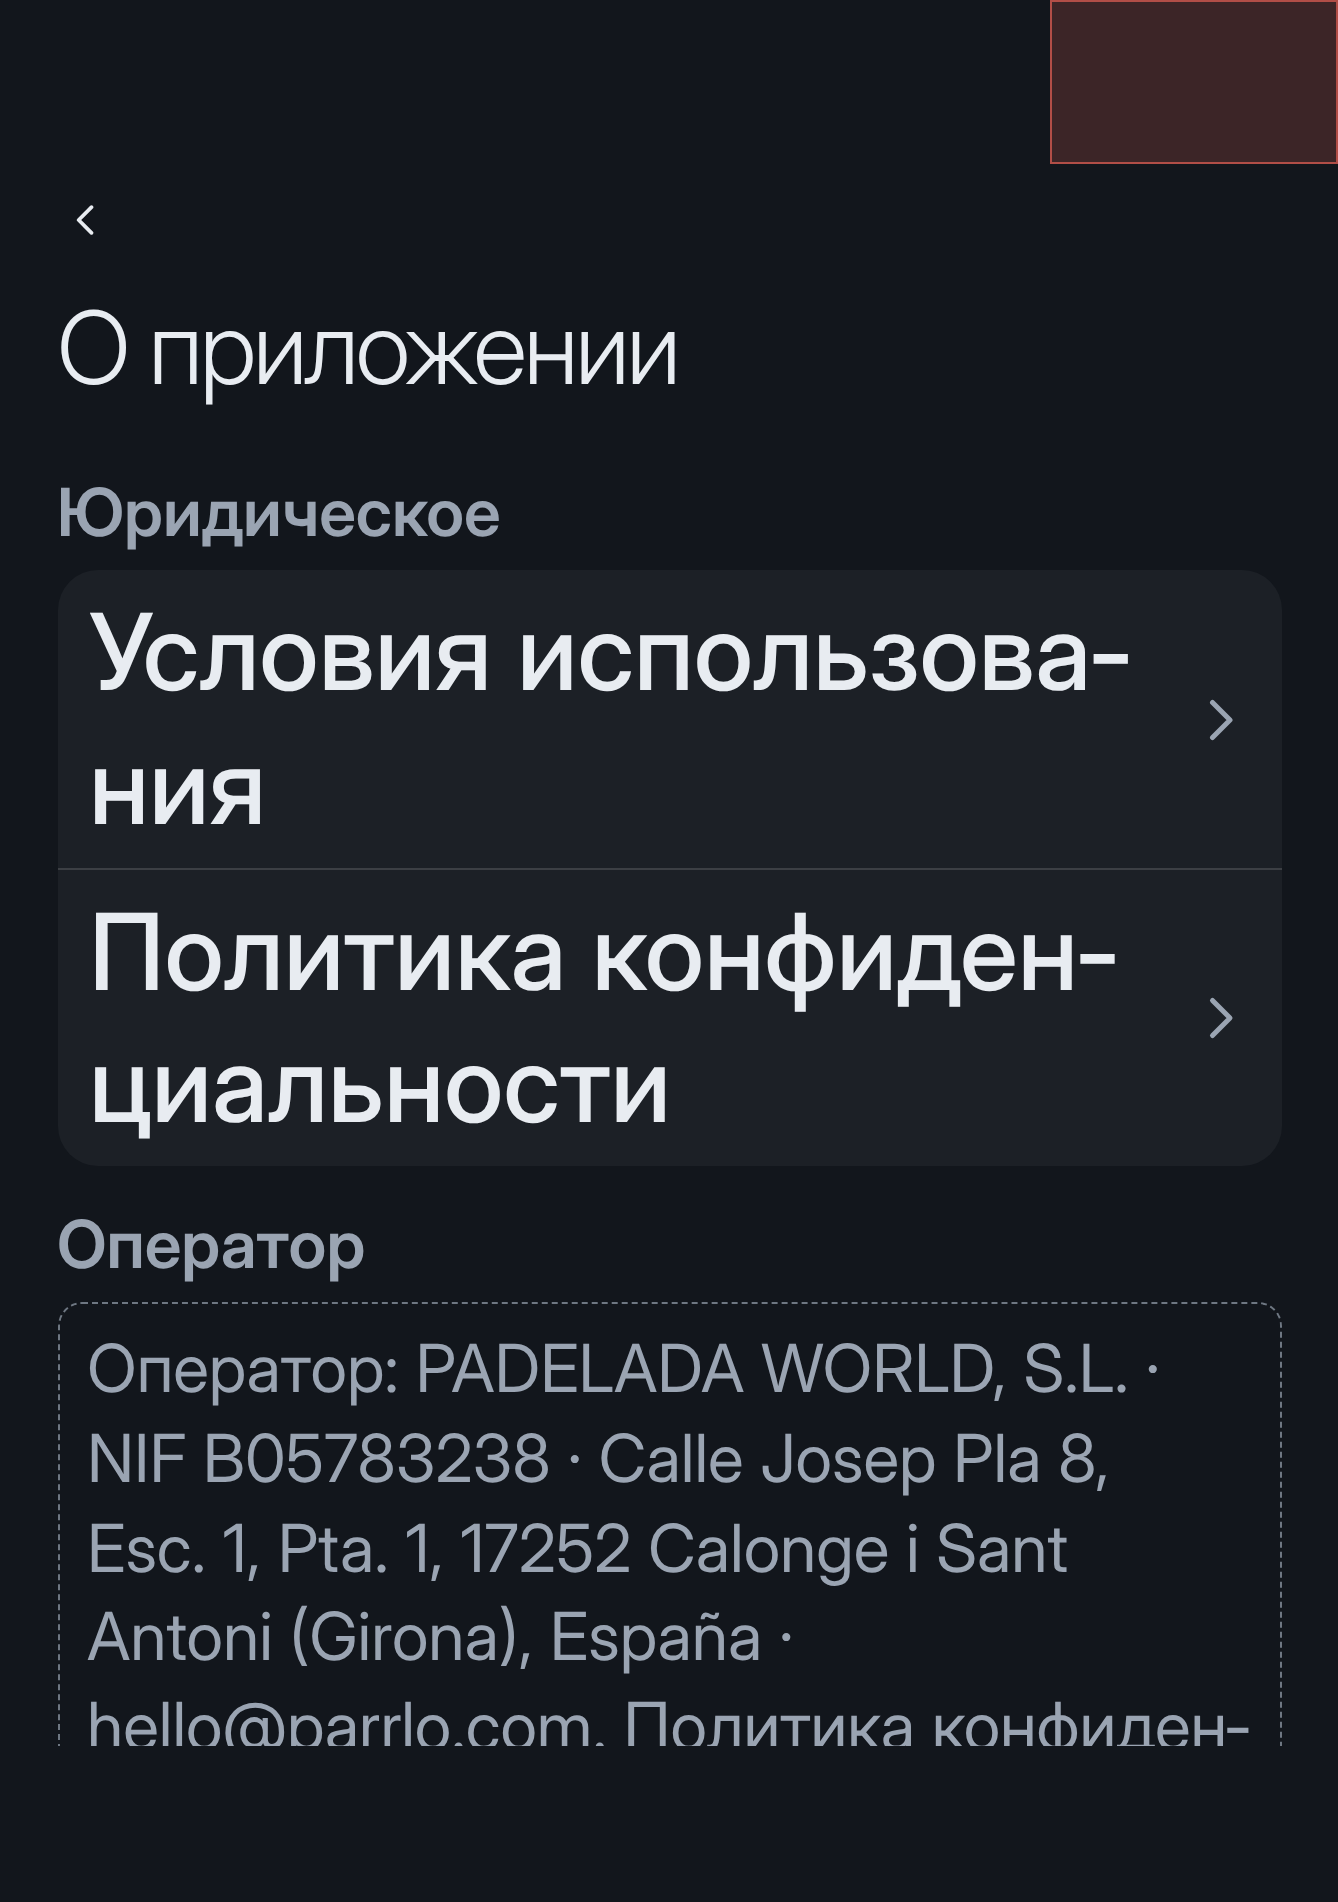 О приложении
Юридическое
Условия использова-
ния
Политика конфиден-
циальности
Оператор
Оператор: PADELADA WORLD, S.L. ·
NIF B05783238 · Calle Josep Pla 8,
Esc. 1, Pta. 1, 17252 Calonge i Sant
Antoni (Girona), España ·
hello@parrlo.com. Политика конфиден-